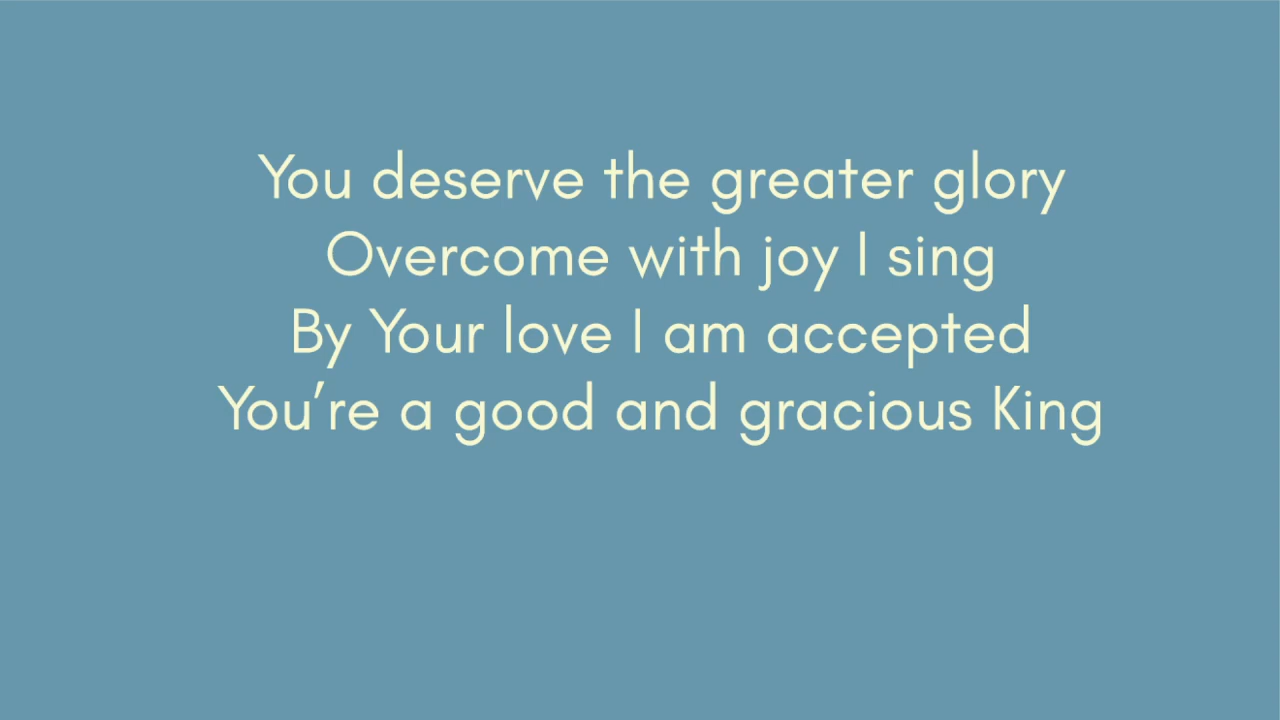 You deserve the greater glory
Overcome with joy I sing
By Your love I am accepted
You’re a good and gracious King